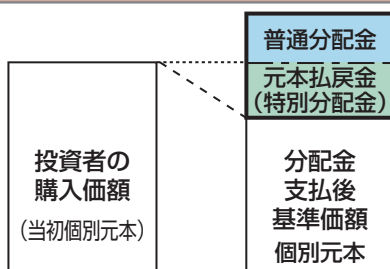 普通分配金
元本払戻金
(特別分配金)
投資者の
購入価額
(当初個別元本)
分配金
支払後
基準価額
個別元本